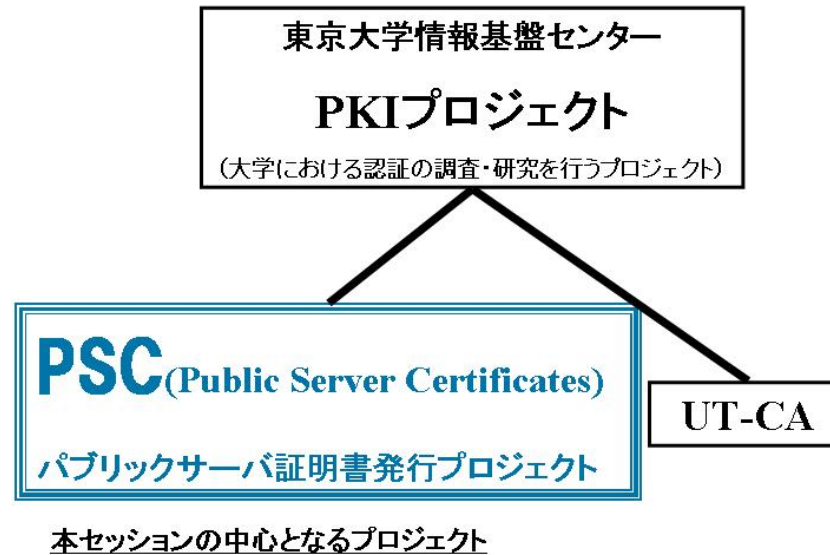 東京大学情報基盤センター
PKIプロジェクト
(大学における認証の調査・研究を行うプロジェクト)
PSC(Public Server Certificates)
パブリックサーバ証明書発行プロジェクト
UT-CA
本セッションの中心となるプロジェクト